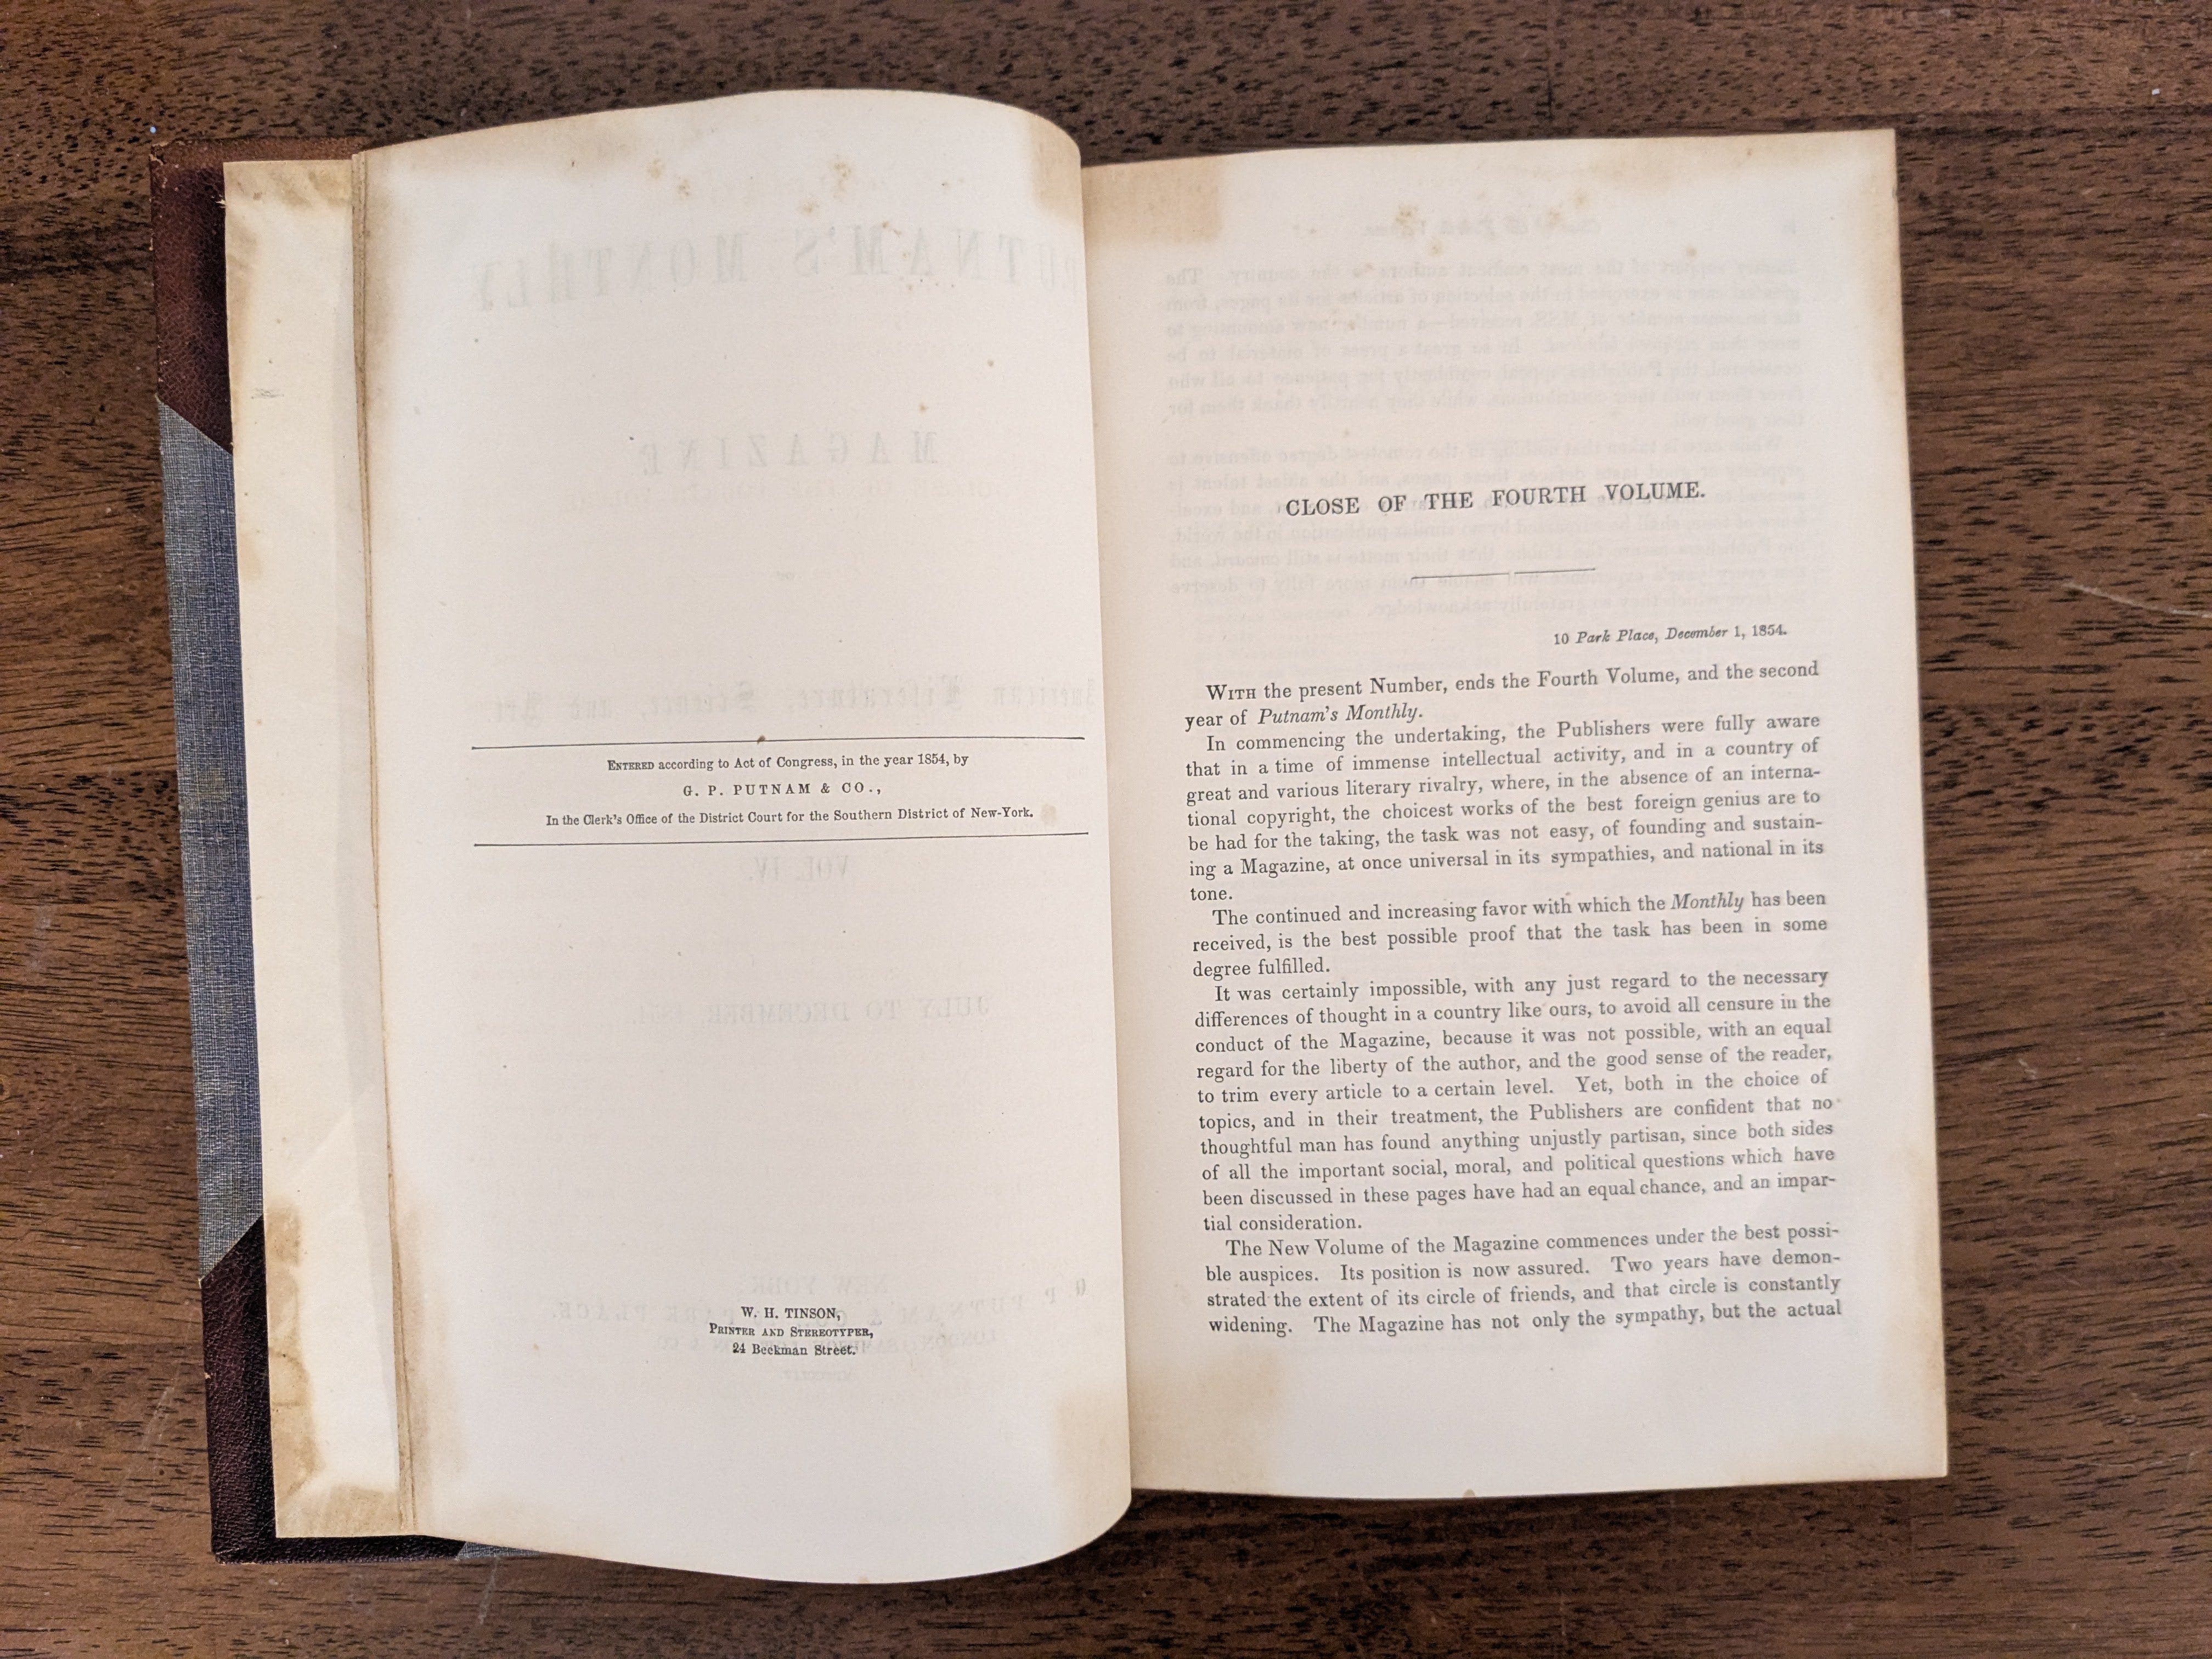 ENTERED according to Act of Congress, in the year 1854, by
G. P. PUTNAM & CO.,
In the Clerk's Office of the District Court for the Southern District of New-York.
W. H. TINSON,
PRINTER AND STEREOTYPER,
24 Beekman Street.
CLOSE OF THE FOURTH VOLUME.
10 Park Place, December 1, 1854.
WITH the present Number, ends the Fourth Volume, and the second
year of Putnam's Monthly.
In commencing the undertaking, the Publishers were fully aware
that in a time of immense intellectual activity, and in a country of
great and various literary rivalry, where, in the absence of an interna-
tional copyright, the choicest works of the best foreign genius are to
be had for the taking, the task was not easy, of founding and sustain-
ing a Magazine, at once universal in its sympathies, and national in its
tone.
The continued and increasing favor with which the Monthly has been
received, is the best possible proof that the task has been in some
degree fulfilled.
It was certainly impossible, with any just regard to the necessary
differences of thought in a country like ours, to avoid all censure in the
conduct of the Magazine, because it was not possible, with an equal
regard for the liberty of the author, and the good sense of the reader,
to trim every article to a certain level. Yet, both in the choice of
topics, and in their treatment, the Publishers are confident that no
thoughtful man has found anything unjustly partisan, since both sides
of all the important social, moral, and political questions which have
been discussed in these pages have had an equal chance, and an impar-
tial consideration.
The New Volume of the Magazine commences under the best possi-
ble auspices. Its position is now assured. Two years have demon-
strated the extent of its circle of friends, and that circle is constantly
widening. The Magazine has not only the sympathy, but the actual